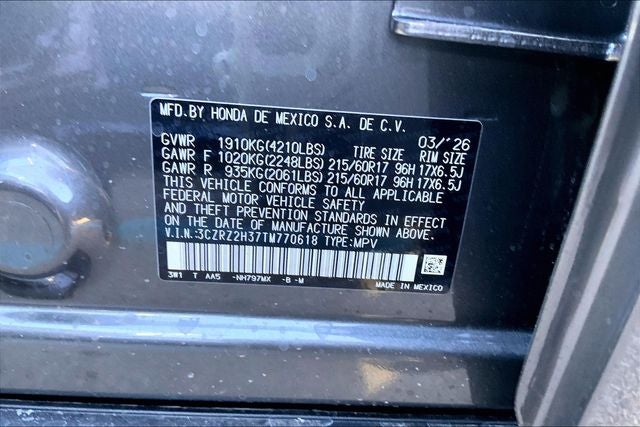 MFD.BY HONDA DE MEXICO S.A. DE C.V.
03/'26
GVWR 1910KG(4210LBS) TIRE SIZE RIM SIZE
GAWR F 1020KG(2248LBS) 215/60R17 96H 17X6.5J
GAWR R 935KG(2061LBS) 215/60R17 96H 17X6.5J
THIS VEHICLE CONFORMS TO ALL APPLICABLE
FEDERAL MOTOR VEHICLE SAFETY
AND THEFT PREVENTION STANDARDS IN EFFECT
ON THE DATE OF MANUFACTURE SHOWN ABOVE.
V.I.N.:3CZRZ2H37TM770618 TYPE:MPV
3W1 T AA5 -NH797MX -B -M
MADE IN MEXICO